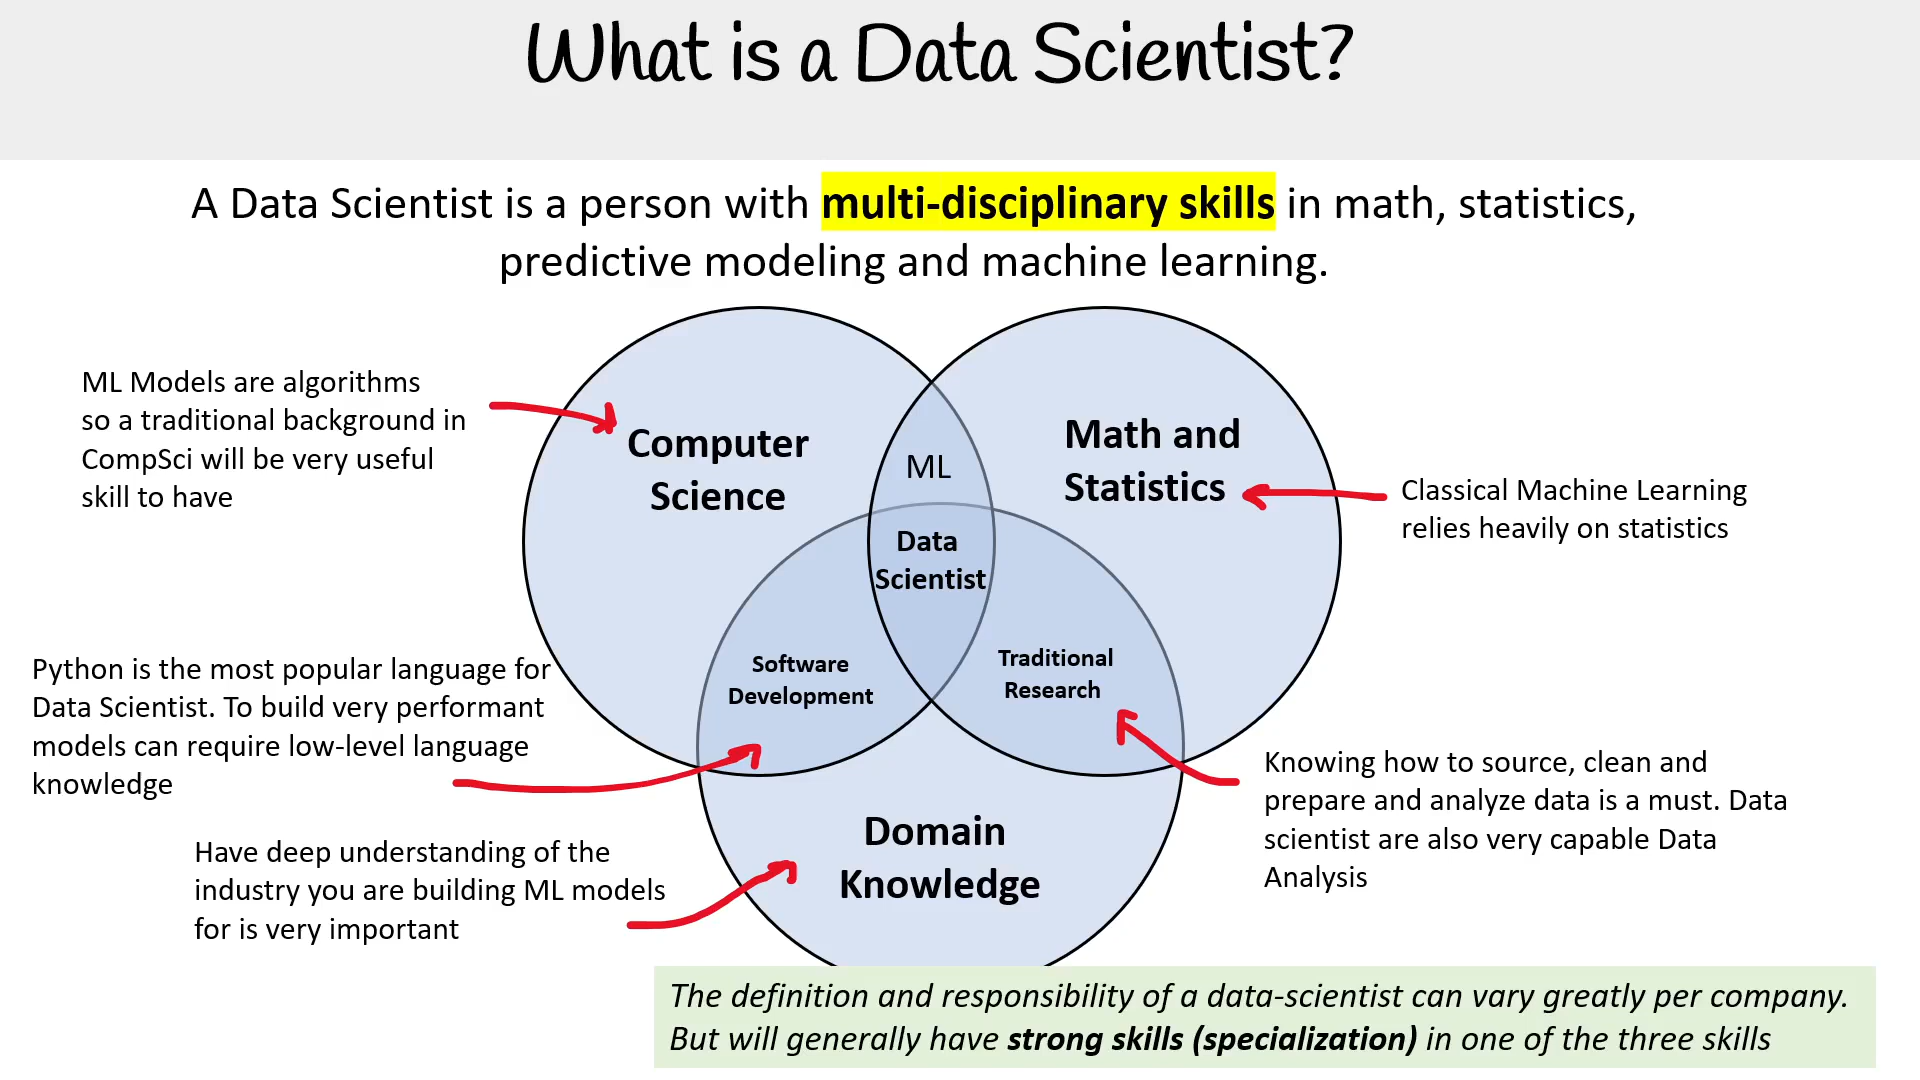 What is a Data Scientist?
A Data Scientist is a person with multi-disciplinary skills in math, statistics,
predictive modeling and machine learning.
ML Models are algorithms
so a traditional background in
CompSci will be very useful
skill to have
Computer
Science
ML
Math and
Statistics
Classical Machine Learning
relies heavily on statistics
Data
Scientist
Python is the most popular language for
Data Scientist. To build very performant
models can require low-level language
knowledge
Software
Development
Traditional
Research
Knowing how to source, clean and
prepare and analyze data is a must. Data
scientist are also very capable Data
Analysis
Have deep understanding of the
industry you are building ML models
for is very important
Domain
Knowledge
The definition and responsibility of a data-scientist can vary greatly per company.
But will generally have strong skills (specialization) in one of the three skills